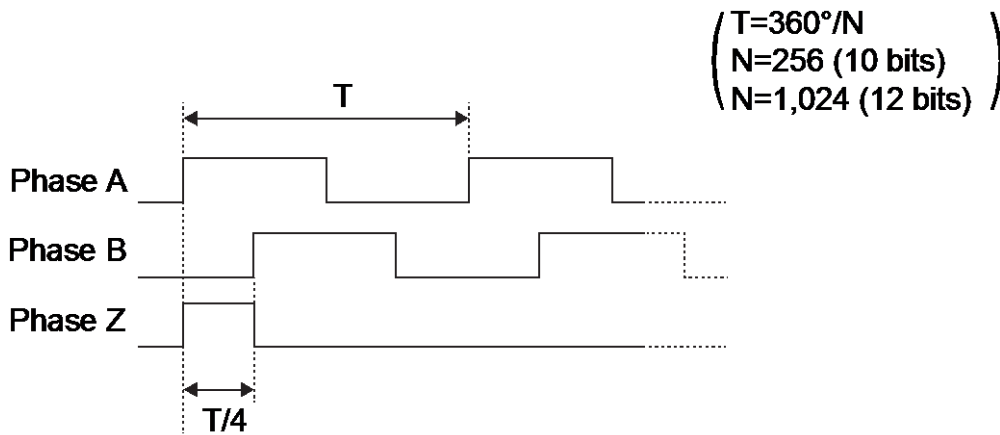 T=360°/N
N=256 (10 bits)
N=1,024 (12 bits)
T
Phase A
Phase B
Phase Z
T/4